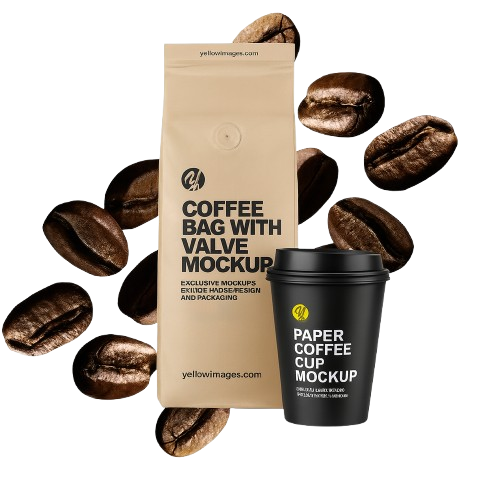 yellowimages.com
COFFEE
BAG WITH
VALVE
MOCKUP
EXCLUSIVE MOCKUPS
AND PACKAGING
yellowimages.com
PAPER
COFFEE
CUP
MOCKUP